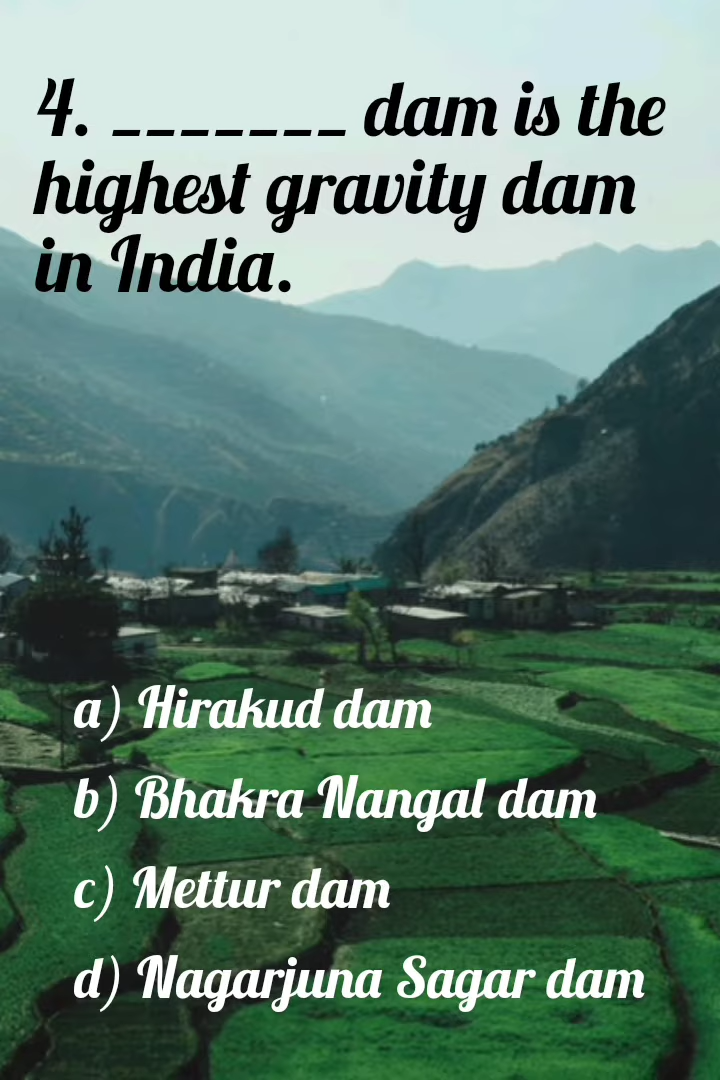 4. _______ dam is the
highest gravity dam
in India.
a) Hirakud dam
b) Bhakra Nangal dam
c) Mettur dam
d) Nagarjuna Sagar dam